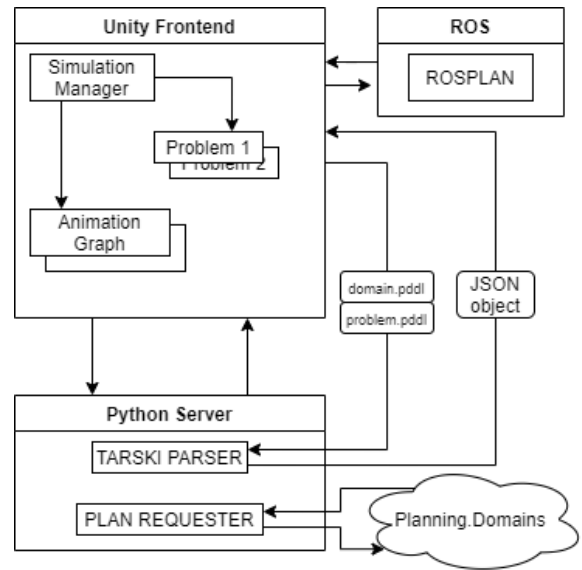 Unity Frontend
ROS
Simulation
Manager
ROSPLAN
Problem 1
Problem 2
Animation
Graph
domain.pddl
problem.pddl
JSON
object
Python Server
TARSKI PARSER
PLAN REQUESTER
Planning.Domains